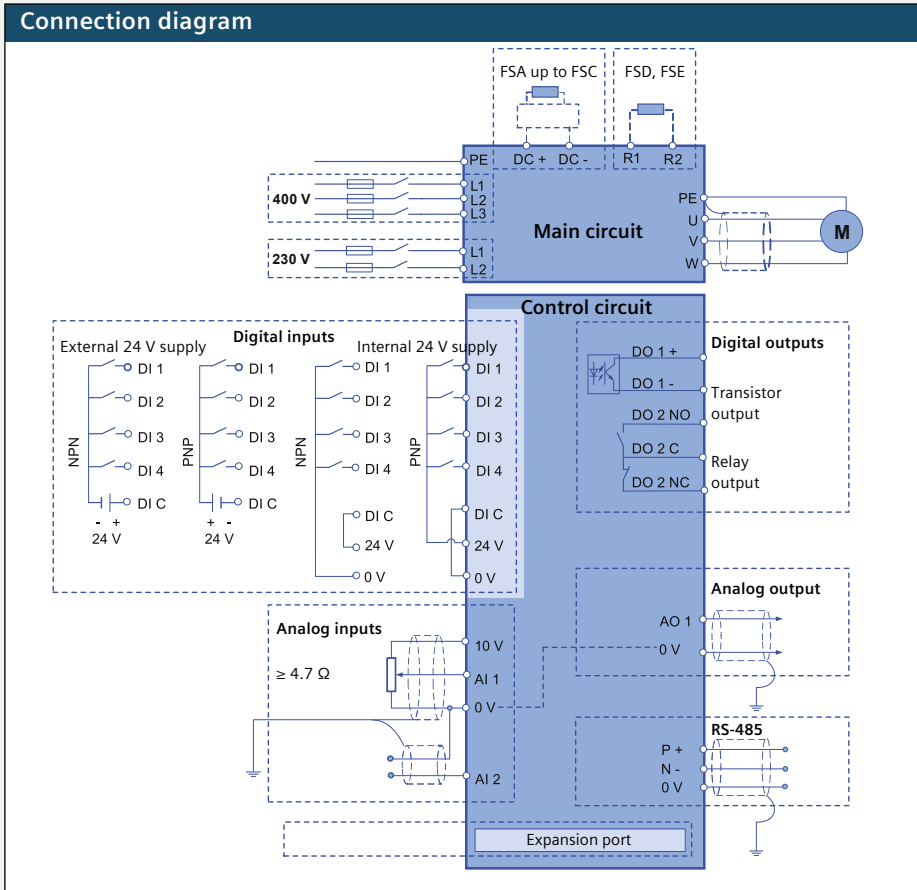 Connection diagram
FSA up to FSC
FSD, FSE
PE
DC +
DC -
R1
R2
400 V
L1
L2
L3
230 V
L1
L2
Main circuit
PE
U
V
W
M
Control circuit
Digital inputs
External 24 V supply
Internal 24 V supply
NPN
DI 1
DI 2
DI 3
DI 4
DI C
- +
24 V
PNP
DI 1
DI 2
DI 3
DI 4
DI C
+ -
24 V
NPN
DI 1
DI 2
DI 3
DI 4
DI C
24 V
0 V
PNP
DI 1
DI 2
DI 3
DI 4
DI C
24 V
0 V
DO 1 +
DO 1 -
DO 2 NO
DO 2 C
DO 2 NC
Digital outputs
Transistor
output
Relay
output
Analog inputs
≥ 4.7 Ω
10 V
AI 1
0 V
AI 2
Analog output
AO 1
0 V
RS-485
P +
N -
0 V
Expansion port